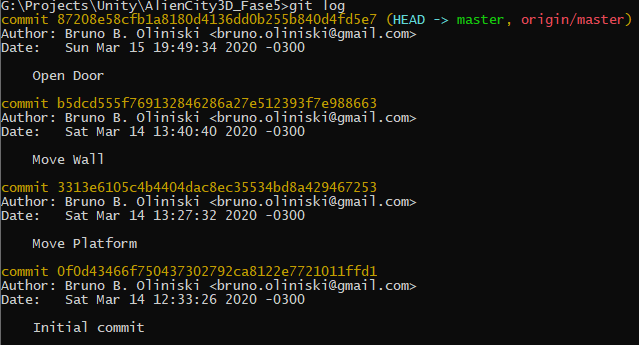 G:\Projects\Unity\AlienCity3D_Fase5>git log
commit 87208e58cfb1a8180d4136dd0b255b840d4fd5e7 (HEAD -> master, origin/master)
Author: Bruno B. Oliniski <bruno.oliniski@gmail.com>
Date:   Sun Mar 15 19:49:34 2020 -0300
    Open Door
commit b5dcd555f769132846286a27e512393f7e988663
Author: Bruno B. Oliniski <bruno.oliniski@gmail.com>
Date:   Sat Mar 14 13:40:40 2020 -0300
    Move Wall
commit 3313e6105c4b4404dac8ec35534bd8a429467253
Author: Bruno B. Oliniski <bruno.oliniski@gmail.com>
Date:   Sat Mar 14 13:27:32 2020 -0300
    Move Platform
commit 0f0d43466f750437302792ca8122e7721011ffd1
Author: Bruno B. Oliniski <bruno.oliniski@gmail.com>
Date:   Sat Mar 14 12:33:26 2020 -0300
    Initial commit